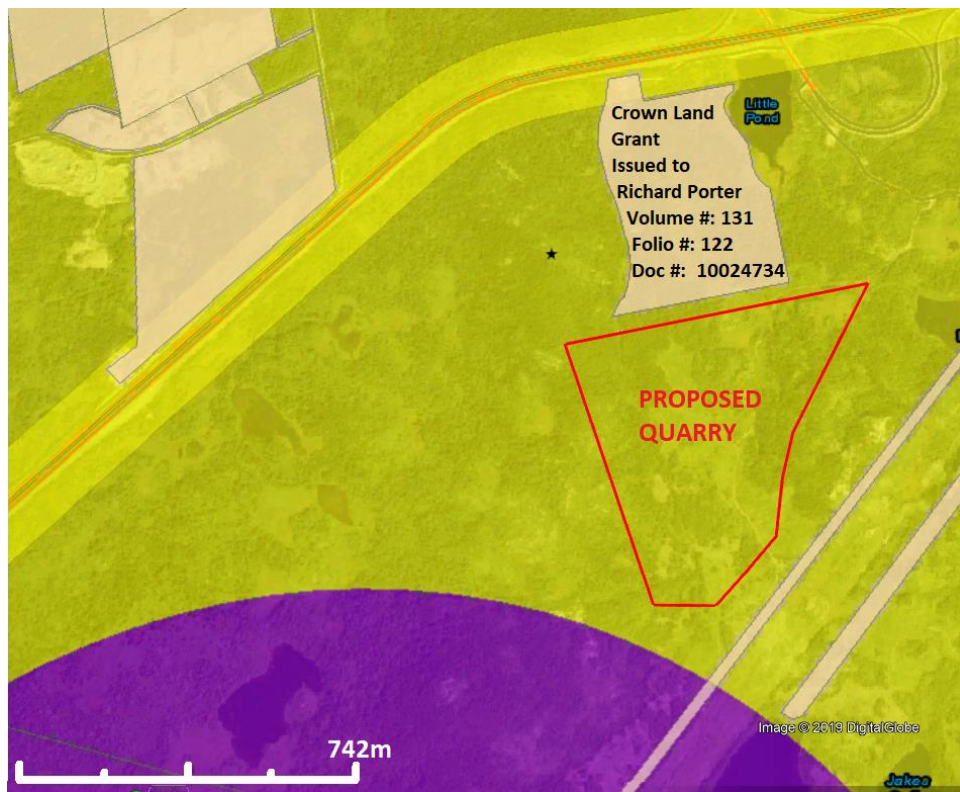 Little
Pond
Crown Land
Grant
Issued to
Richard Porter
Volume #: 131
Folio #: 122
Doc #: 10024734
PROPOSED
QUARRY
Image © 2019 DigitalGlobe
742m
Jakes